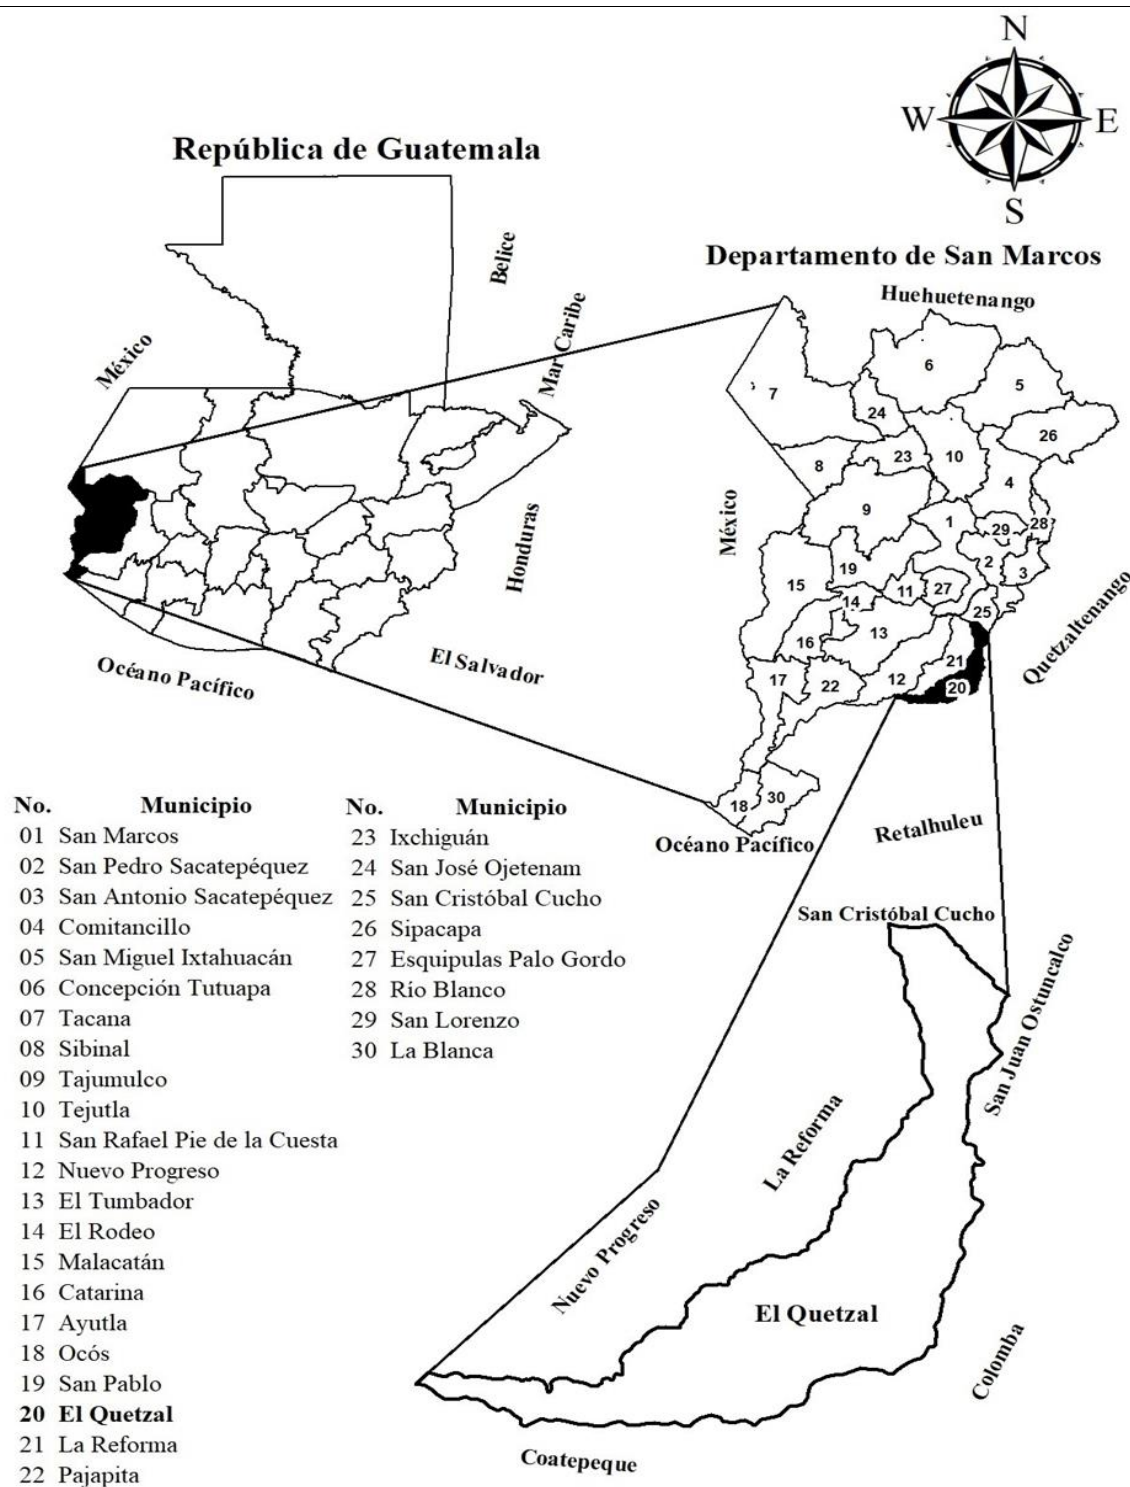 N
W E
S
República de Guatemala
Belice
Mar Caribe
México
Honduras
El Salvador
Océano Pacífico
Departamento de San Marcos
Huehuetenango
6
5
7
24
26
23
10
8
4
9
1
29
28
2
3
19
15
27
11
14
25
13
16
21
17
22
12
20
18
30
México
Quetzaltenango
Océano Pacífico
Retalhuleu
No. Municipio
01 San Marcos
02 San Pedro Sacatepéquez
03 San Antonio Sacatepéquez
04 Comitancillo
05 San Miguel Ixtahuacán
06 Concepción Tutuapa
07 Tacana
08 Sibinal
09 Tajumulco
10 Tejutla
11 San Rafael Pie de la Cuesta
12 Nuevo Progreso
13 El Tumbador
14 El Rodeo
15 Malacatán
16 Catarina
17 Ayutla
18 Ocós
19 San Pablo
20 El Quetzal
21 La Reforma
22 Pajapita
No. Municipio
23 Ixchiguán
24 San José Ojetenam
25 San Cristóbal Cucho
26 Sipacapa
27 Esquipulas Palo Gordo
28 Río Blanco
29 San Lorenzo
30 La Blanca
San Cristóbal Cucho
San Juan Ostuncalco
La Reforma
Nuevo Progreso
El Quetzal
Colomba
Coatepeque